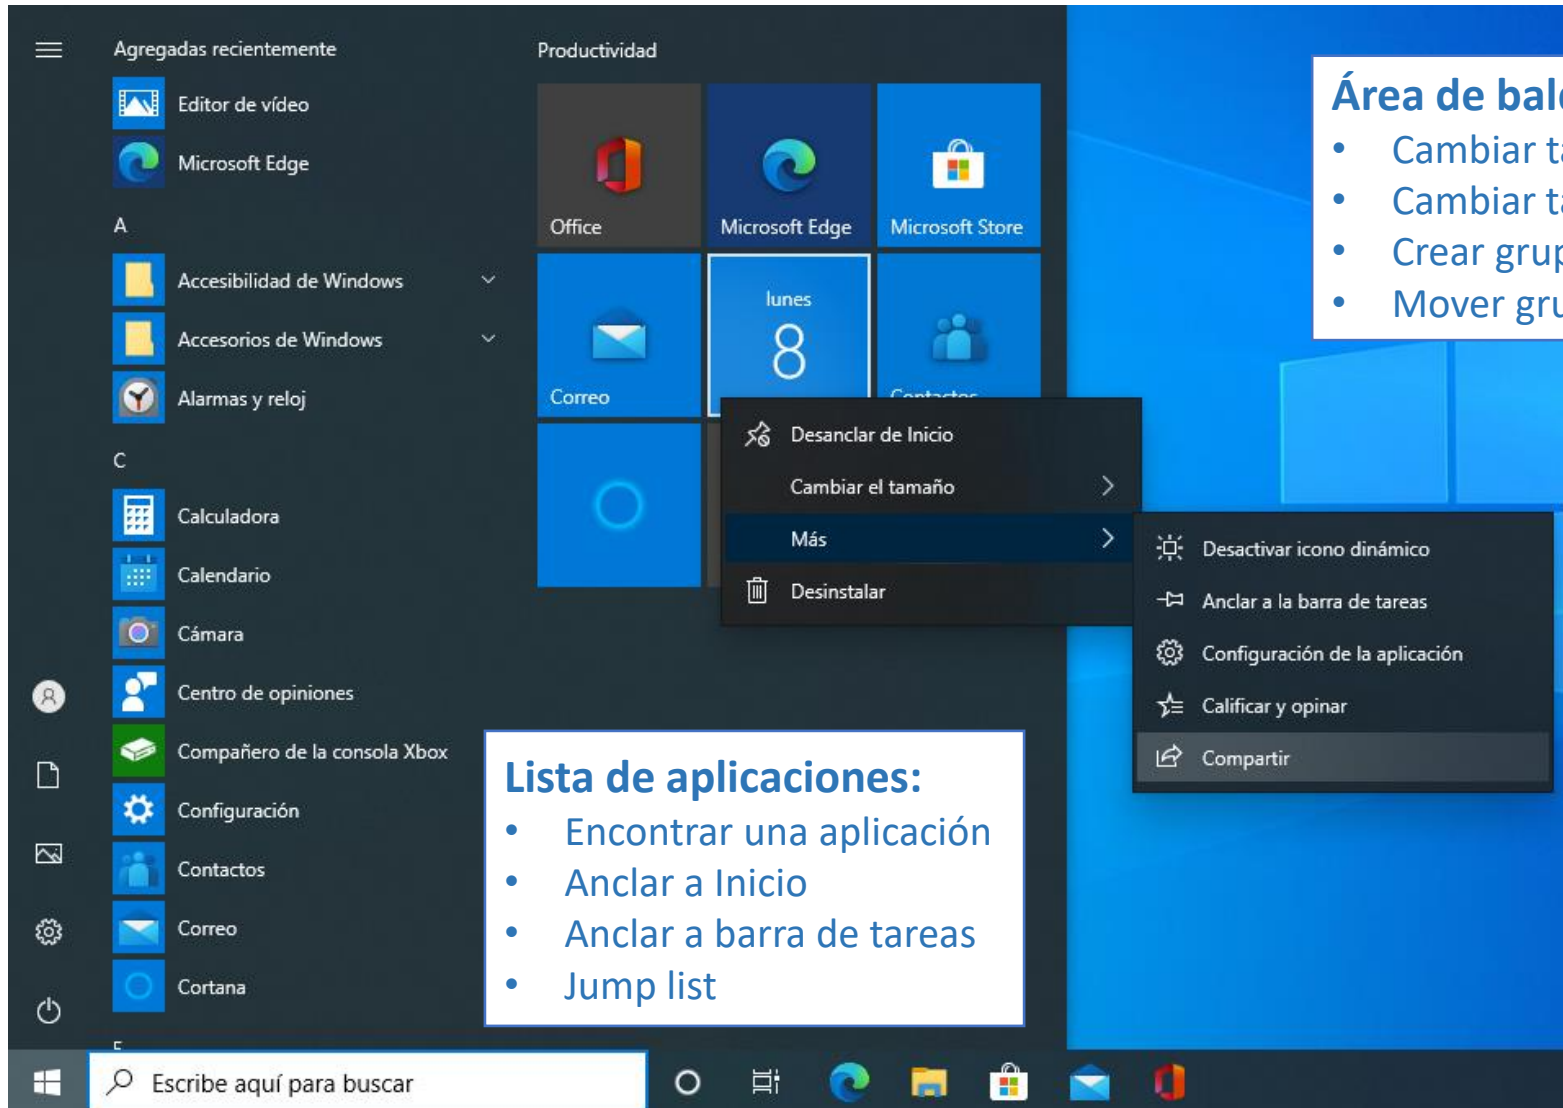 Agregadas recientemente
Editor de vídeo
Microsoft Edge
A
Accesibilidad de Windows
Accesorios de Windows
Alarmas y reloj
C
Calculadora
Calendario
Cámara
Centro de opiniones
Compañero de la consola Xbox
Configuración
Contactos
Correo
Cortana
Productividad
Office
Microsoft Edge
Microsoft Store
Correo
lunes
8
Contactos
Desanclar de Inicio
Cambiar el tamaño
Más
Desinstalar
Desactivar icono dinámico
Anclar a la barra de tareas
Configuración de la aplicación
Calificar y opinar
Compartir
Área de bal
• Cambiar ta
• Cambiar ta
• Crear grup
• Mover gru
Lista de aplicaciones:
• Encontrar una aplicación
• Anclar a Inicio
• Anclar a barra de tareas
• Jump list
Escribe aquí para buscar